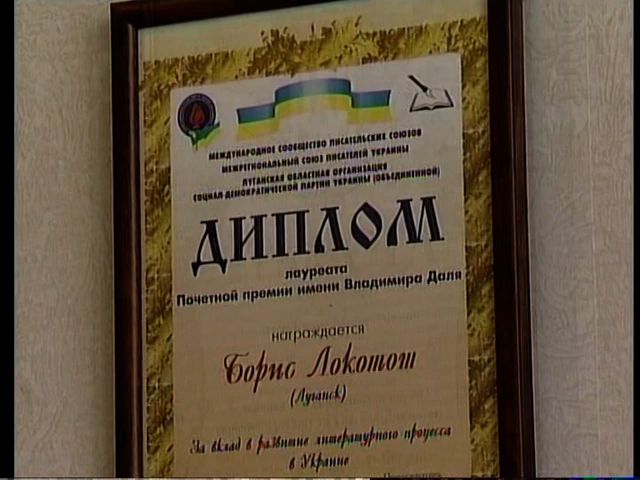 МЕЖДУНАРОДНОЕ СООБЩЕСТВО ПИСАТЕЛЬСКИХ СОЮЗОВ
МЕЖРЕГИОНАЛЬНЫЙ СОЮЗ ПИСАТЕЛЕЙ УКРАИНЫ
ЛУГАНСКАЯ ОБЛАСТНАЯ ОРГАНИЗАЦИЯ
СОЦИАЛ-ДЕМОКРАТИЧЕСКОЙ ПАРТИИ УКРАИНЫ (ОБЪЕДИНЕННОЙ)
ДИПЛОМ
лауреата
Почетной премии имени Владимира Даля
награждается
Борис Локотош
(Луганск)
За вклад в развитие литературного процесса
в Украине